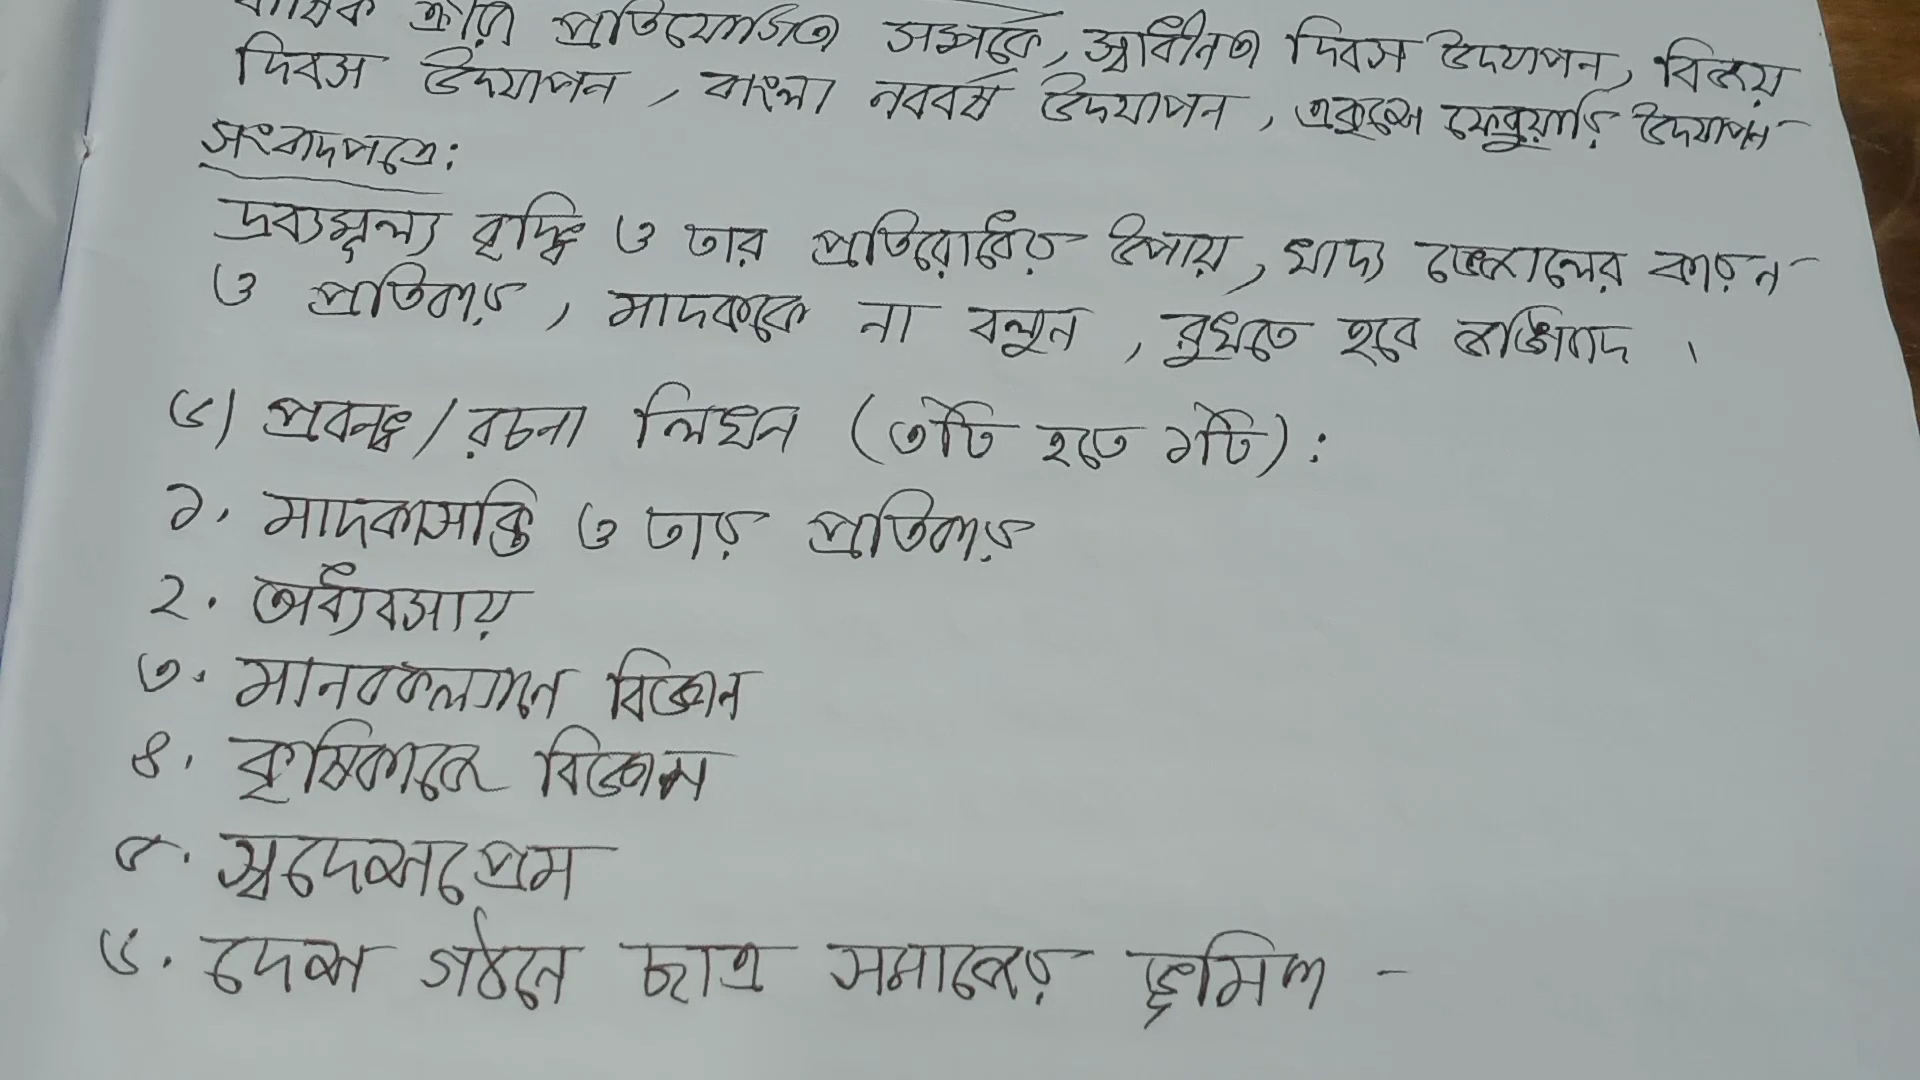 বার্ষিক ক্রীড়া প্রতিযোগিতা সম্পর্কে, স্বাধীনতা দিবস উদযাপন, বিজয়
দিবস উদযাপন, বাংলা নববর্ষ উদযাপন, একুশে ফেব্রুয়ারি উদযাপন
সংবাদপত্রে:
দ্রব্যমূল্য বৃদ্ধি ও তার প্রতিরোধের উপায়, খাদ্য ভেজালের কারন
ও প্রতিকার, মাদককে না বলুন, রুখতে হবে জঙ্গিবাদ।
৬) প্রবন্ধ/রচনা লিখন (৩টি হতে ১টি):
১. মাদকাসক্তি ও তার প্রতিকার
২. অধ্যবসায়
৩. মানবকল্যানে বিজ্ঞান
৪. কৃষিকাজে বিজ্ঞান
৫. স্বদেশপ্রেম
৬. দেশ গঠনে ছাত্র সমাজের ভূমিকা -